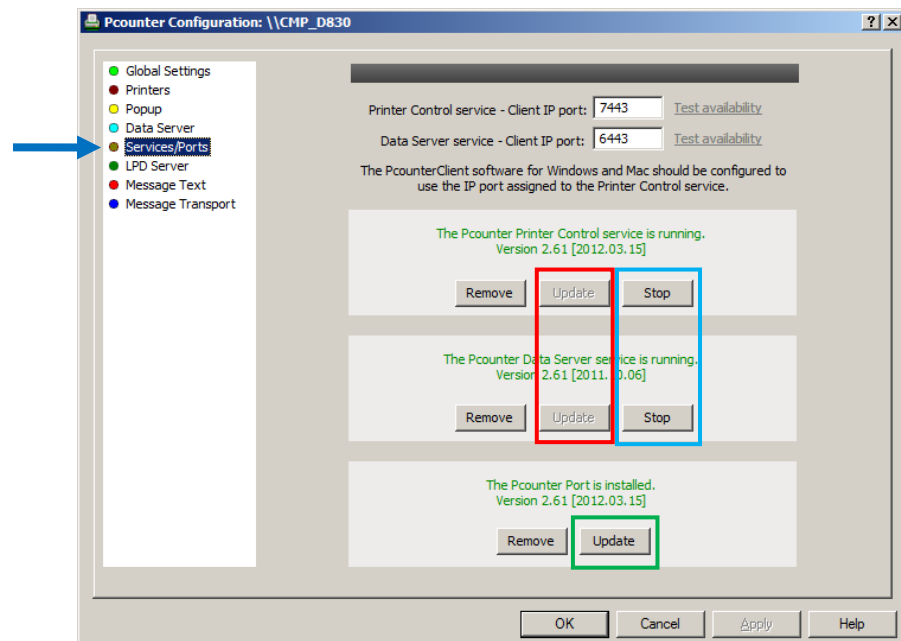 Pcounter Configuration: \\CMP_D830
Global Settings
Printers
Popup
Data Server
Services/Ports
LPD Server
Message Text
Message Transport
Printer Control service - Client IP port: 7443 Test availability
Data Server service - Client IP port: 6443 Test availability
The PcounterClient software for Windows and Mac should be configured to
use the IP port assigned to the Printer Control service.
The Pcounter Printer Control service is running.
Version 2.61 [2012.03.15]
Remove Update Stop
The Pcounter Data Server service is running.
Version 2.61 [2011.10.06]
Remove Update Stop
The Pcounter Port is installed.
Version 2.61 [2012.03.15]
Remove Update
OK Cancel Apply Help